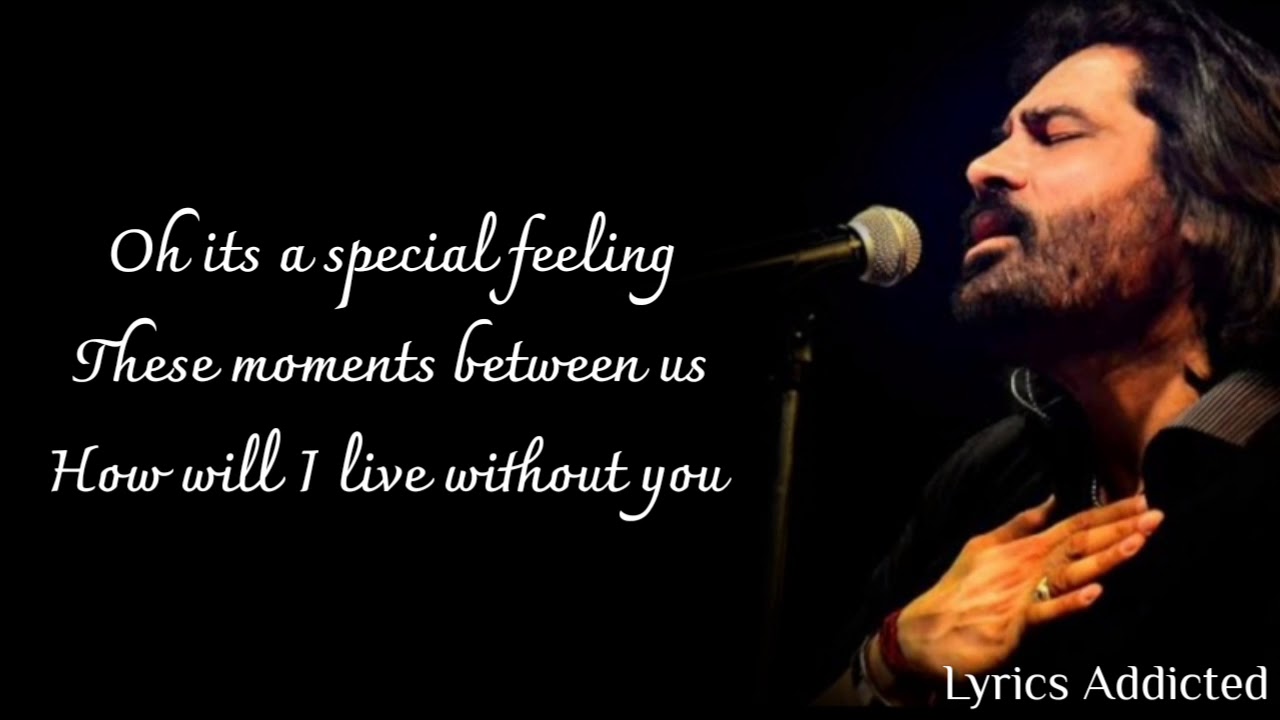 Oh its a special feeling
These moments between us
How will I live without you
Lyrics Addicted